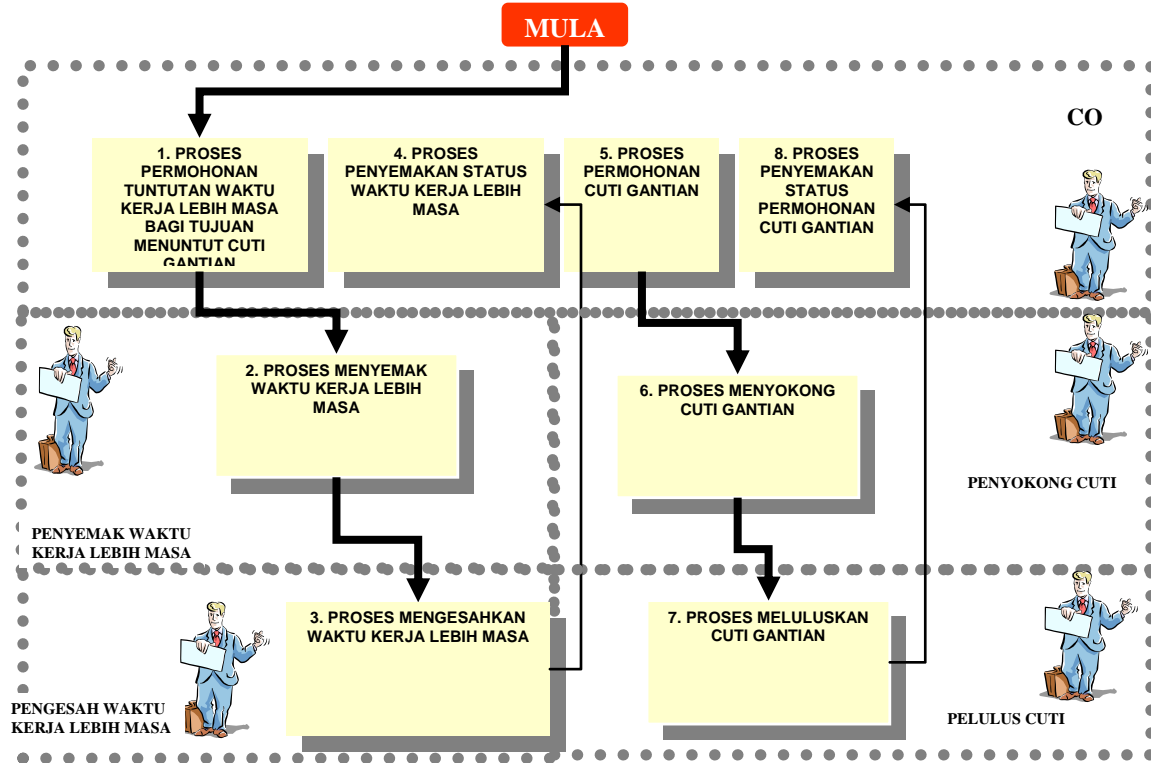 MULA
CO
1. PROSES
PERMOHONAN
TUNTUTAN WAKTU
KERJA LEBIH MASA
BAGI TUJUAN
MENUNTUT CUTI
GANTIAN
4. PROSES
PENYEMAKAN STATUS
WAKTU KERJA LEBIH
MASA
5. PROSES
PERMOHONAN
CUTI GANTIAN
8. PROSES
PENYEMAKAN
STATUS
PERMOHONAN
CUTI GANTIAN
2. PROSES MENYEMAK
WAKTU KERJA LEBIH
MASA
6. PROSES MENYOKONG
CUTI GANTIAN
PENYOKONG CUTI
PENYEMAK WAKTU
KERJA LEBIH MASA
3. PROSES MENGESAHKAN
WAKTU KERJA LEBIH MASA
7. PROSES MELULUSKAN
CUTI GANTIAN
PENGESAH WAKTU
KERJA LEBIH MASA
PELULUS CUTI